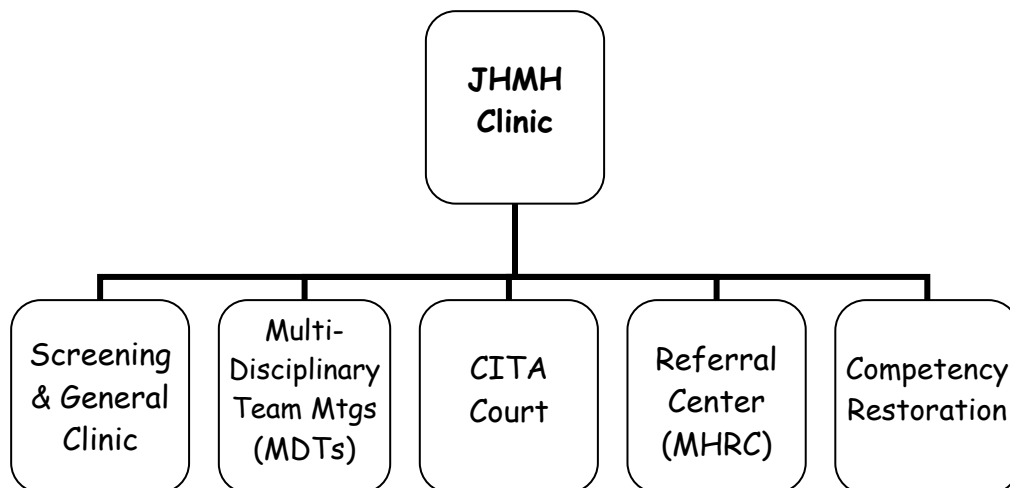 JHMH
Clinic
Screening
& General
Clinic
Multi-
Disciplinary
Team Mtgs
(MDTs)
CITA
Court
Referral
Center
(MHRC)
Competency
Restoration